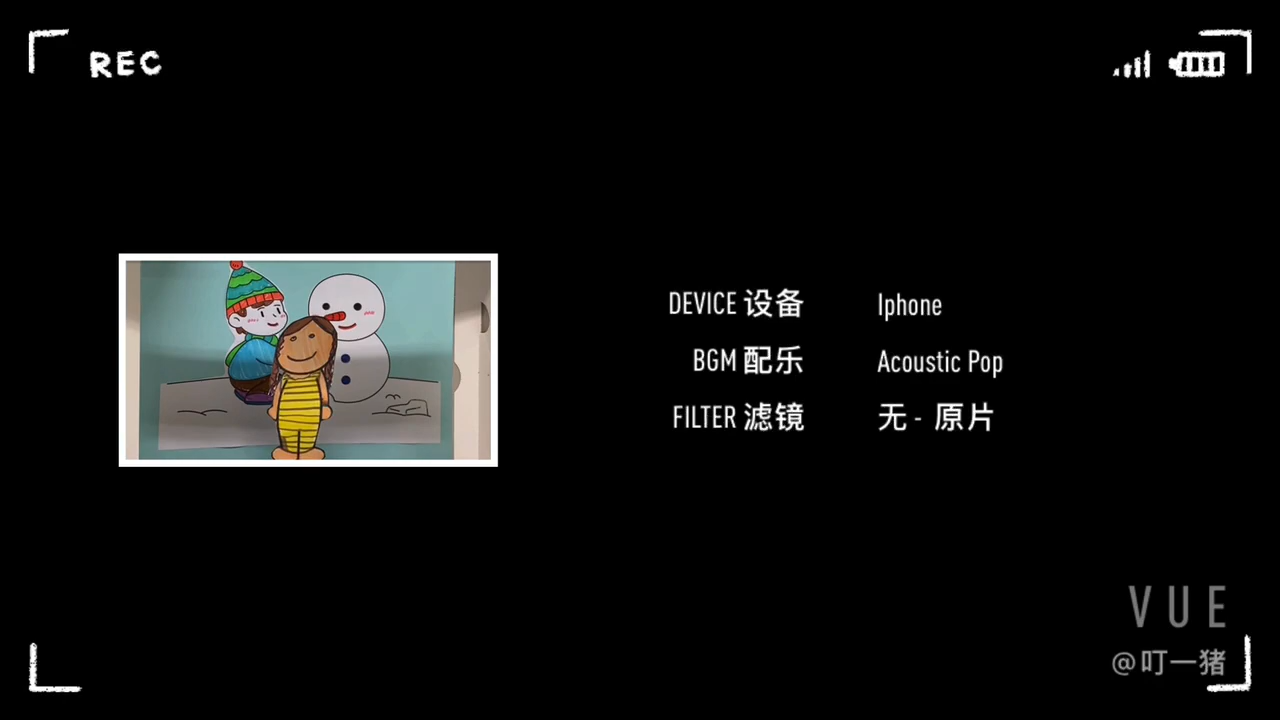 REC
DEVICE 设备 Iphone
BGM 配乐 Acoustic Pop
FILTER 滤镜 无 - 原片
VUE
@叮一猪